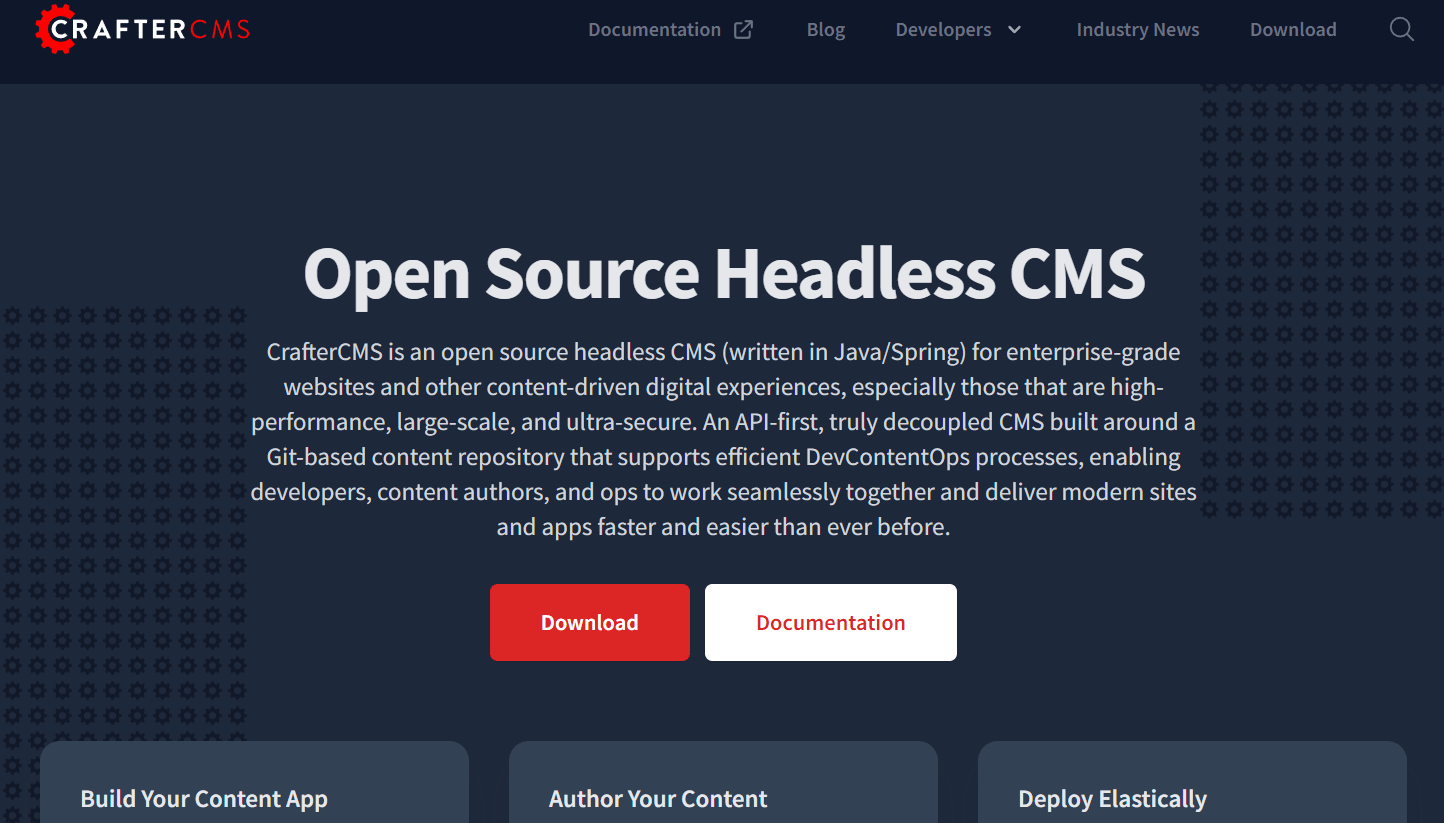 CRAFTERCMS
Documentation
Blog
Developers
Industry News
Download
Open Source Headless CMS
CrafterCMS is an open source headless CMS (written in Java/Spring) for enterprise-grade
websites and other content-driven digital experiences, especially those that are high-
performance, large-scale, and ultra-secure. An API-first, truly decoupled CMS built around a
Git-based content repository that supports efficient DevContentOps processes, enabling
developers, content authors, and ops to work seamlessly together and deliver modern sites
and apps faster and easier than ever before.
Download
Documentation
Build Your Content App
Author Your Content
Deploy Elastically